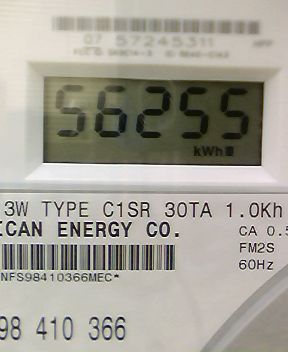 07 57245311
56255
kWh
3W TYPE C1SR 30TA 1.0Kh
ICAN ENERGY CO.
CA 0.5
FM2S
60Hz
NFS98410366MEC*
98 410 366